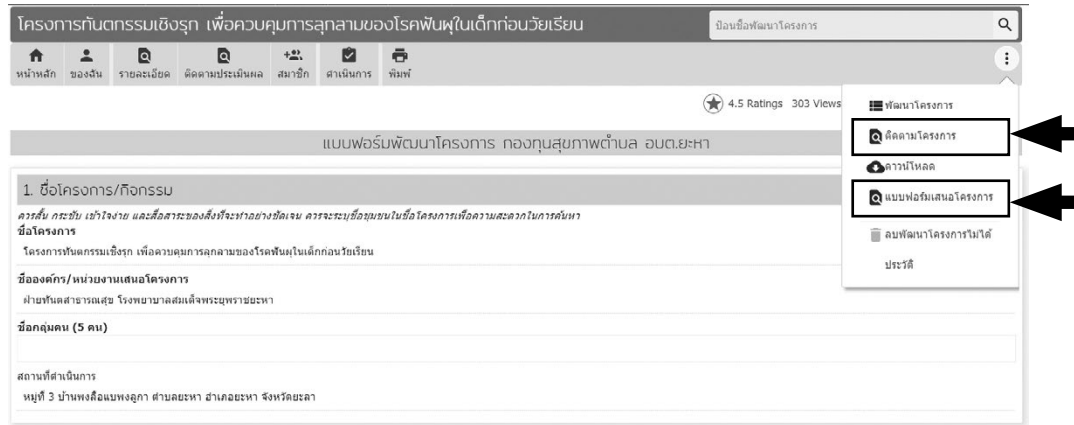 โครงการทันตกรรมเชิงรุก เพื่อควบคุมการลุกลามของโรคฟันผุในเด็กก่อนวัยเรียน
ป้อนชื่อพัฒนาโครงการ
หน้าหลัก ของฉัน รายละเอียด ติดตามประเมินผล สมาชิก ดำเนินการ พิมพ์
4.5 Ratings 303 Views
พัฒนาโครงการ
ติดตามโครงการ
ดาวน์โหลด
แบบฟอร์มเสนอโครงการ
ลบพัฒนาโครงการไม่ได้
ประวัติ
แบบฟอร์มพัฒนาโครงการ กองทุนสุขภาพตำบล อบต.ยะหา
1. ชื่อโครงการ/กิจกรรม
ควรสั้น กระชับ เข้าใจง่าย และสื่อสาระของสิ่งที่จะทำอย่างชัดเจน ควรจะระบุชื่อชุมชนในชื่อโครงการเพื่อความสะดวกในการค้นหา
ชื่อโครงการ
โครงการทันตกรรมเชิงรุก เพื่อควบคุมการลุกลามของโรคฟันผุในเด็กก่อนวัยเรียน
ชื่อองค์กร/หน่วยงานเสนอโครงการ
ฝ่ายทันตสาธารณสุข โรงพยาบาลสมเด็จพระยุพราชยะหา
ชื่อกลุ่มคน (5 คน)
สถานที่ดำเนินการ
หมู่ที่ 3 บ้านพงลือแบพงลูกา ตำบลยะหา อำเภอยะหา จังหวัดยะลา